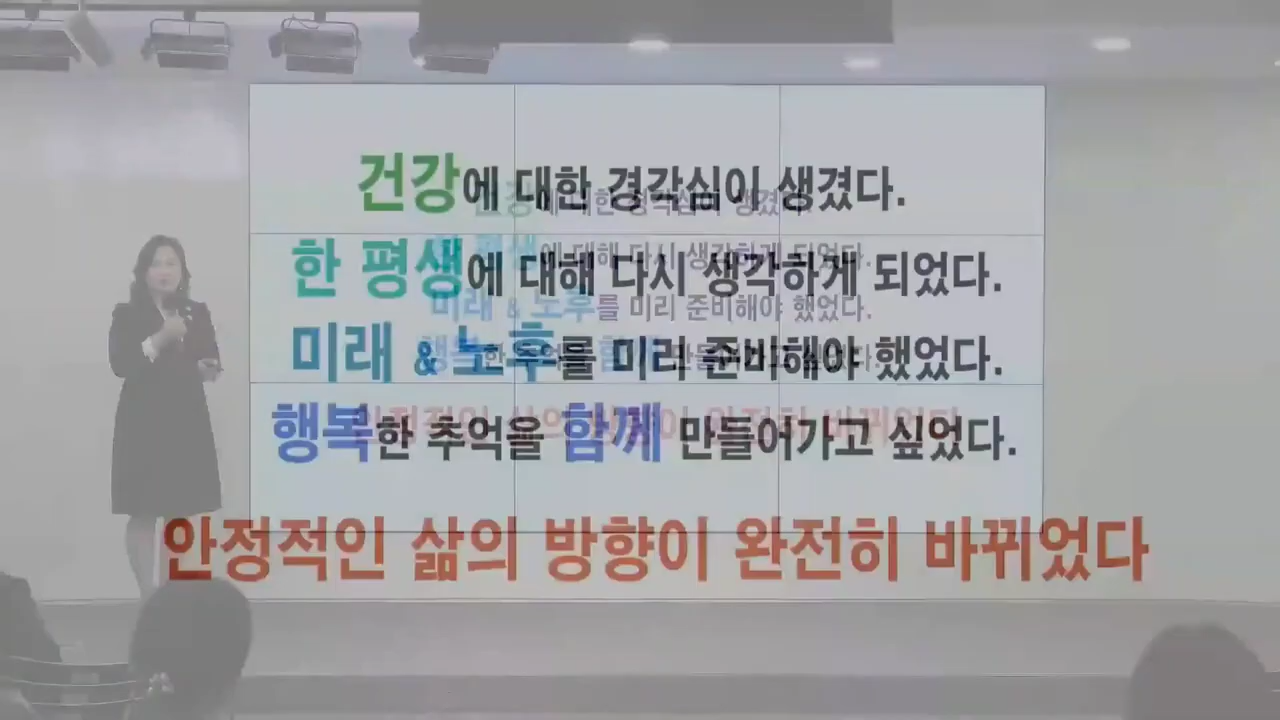 건강에 대한 경각심이 생겼다.
한 평생에 대해 다시 생각하게 되었다.
미래 & 노후를 미리 준비해야 했었다.
행복한 추억을 함께 만들어가고 싶었다.
안정적인 삶의 방향이 완전히 바뀌었다